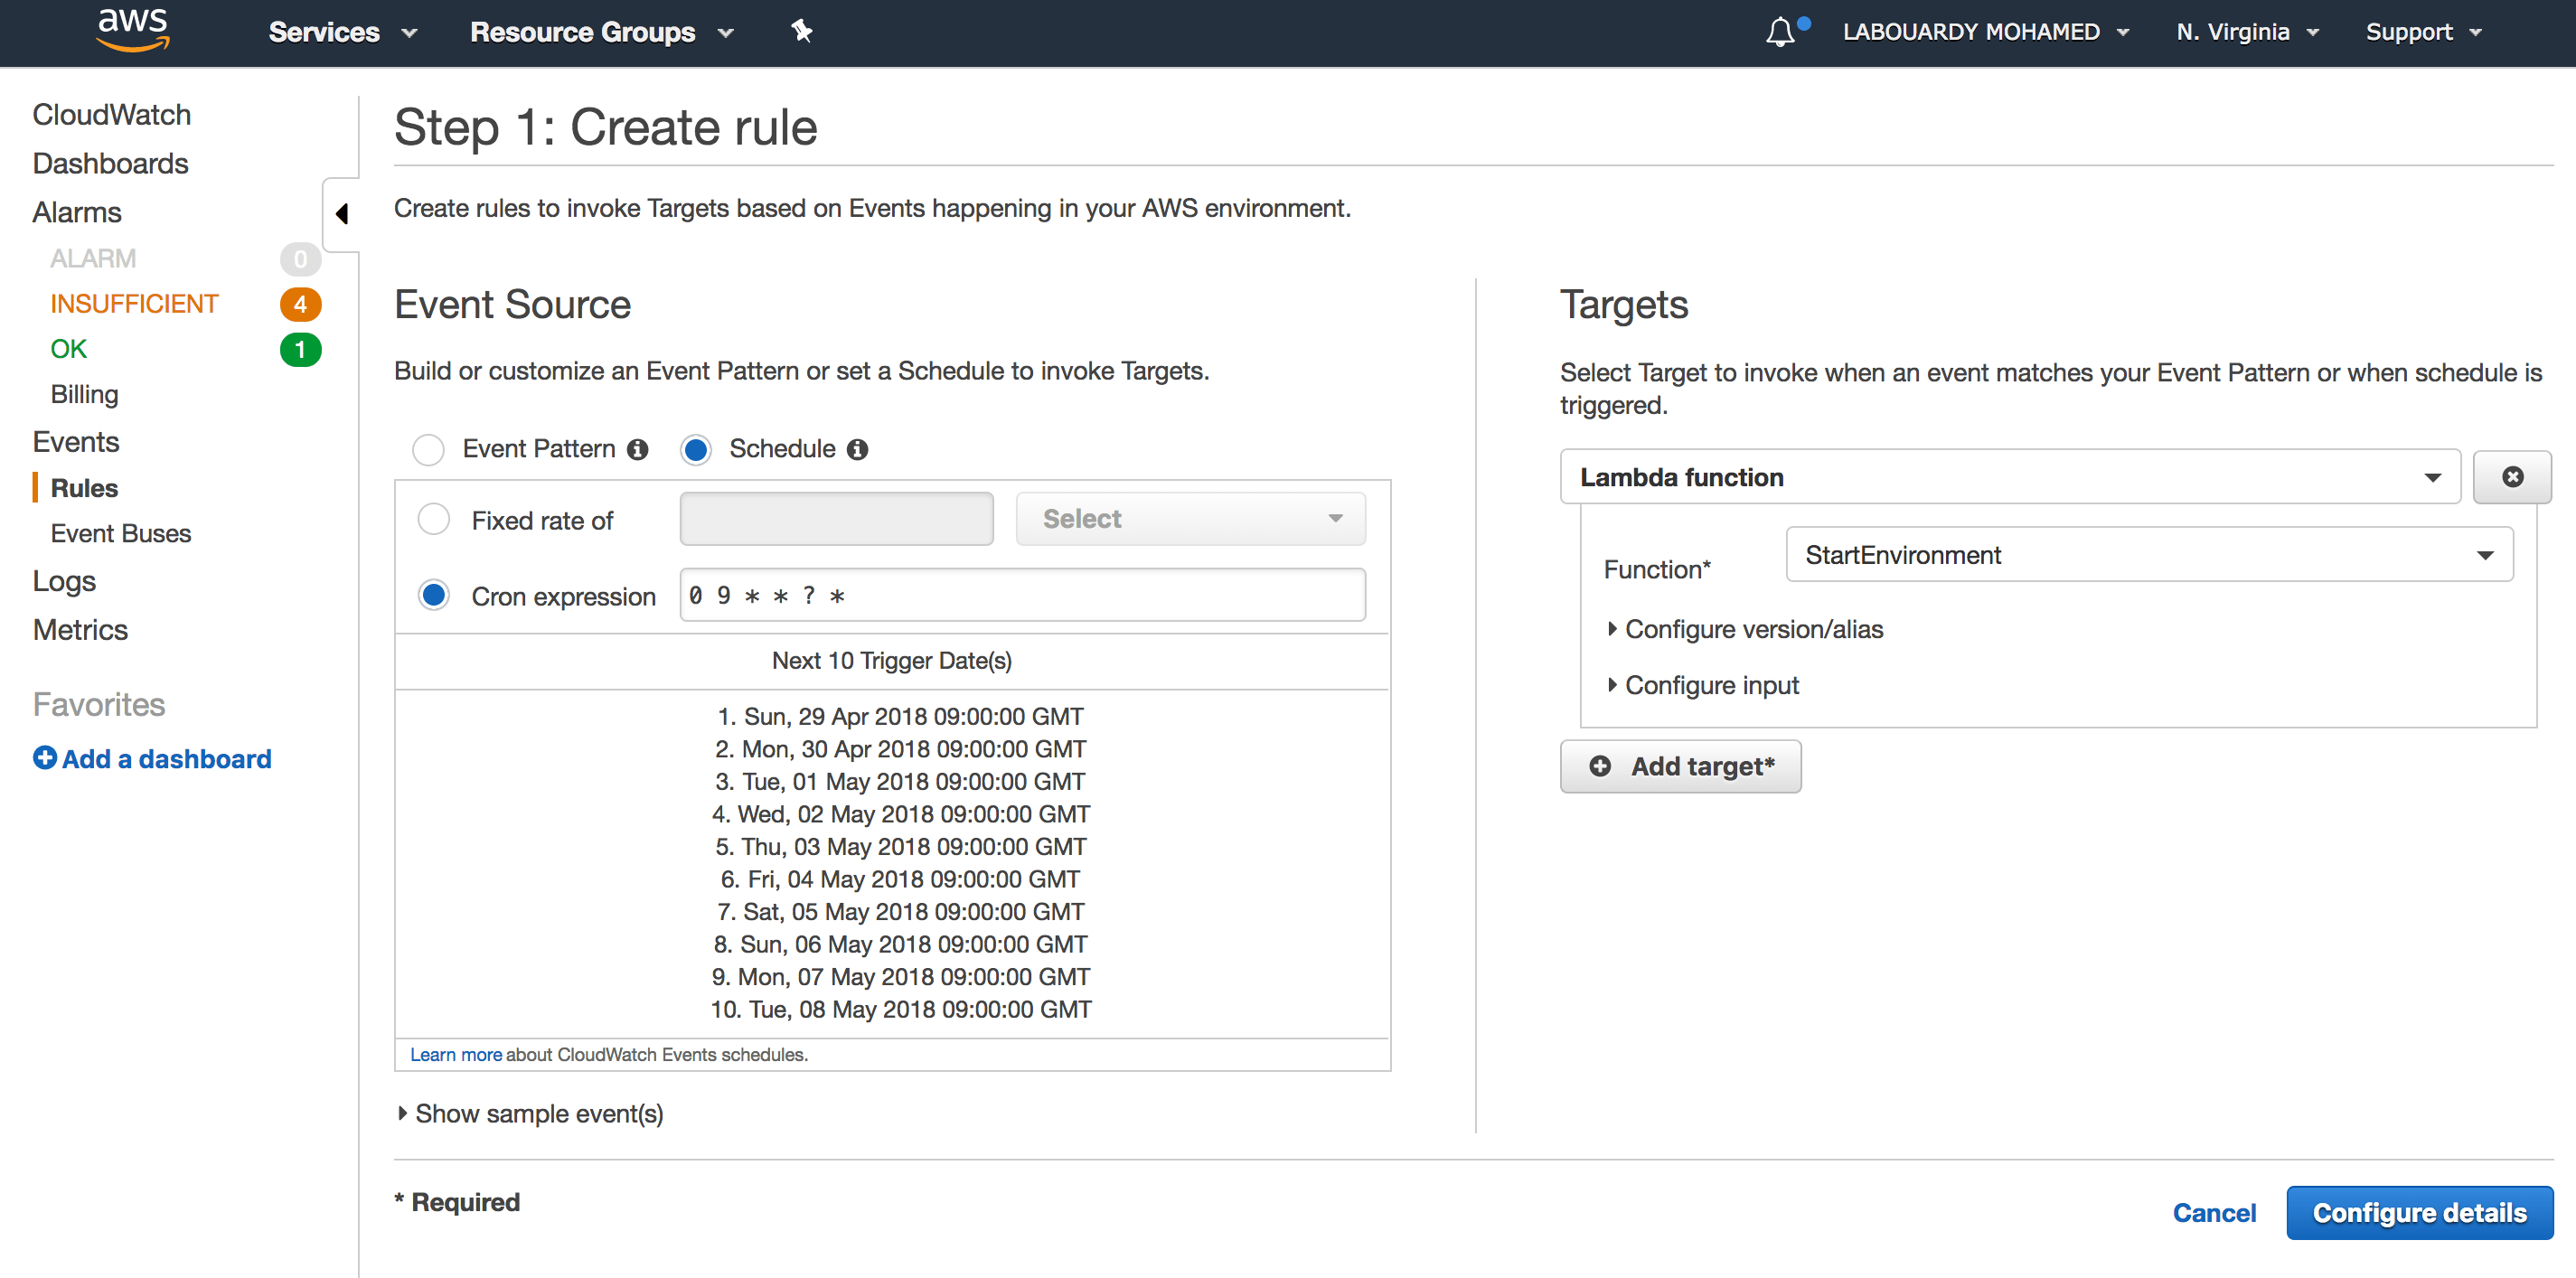 aws Services Resource Groups LABOUARDY MOHAMED N. Virginia Support
CloudWatch
Dashboards
Alarms
ALARM 0
INSUFFICIENT 4
OK 1
Billing
Events
Rules
Event Buses
Logs
Metrics
Favorites
Add a dashboard
Step 1: Create rule
Create rules to invoke Targets based on Events happening in your AWS environment.
Event Source
Build or customize an Event Pattern or set a Schedule to invoke Targets.
Event Pattern Schedule
Fixed rate of Select
Cron expression 0 9 * * ? *
Next 10 Trigger Date(s)
1. Sun, 29 Apr 2018 09:00:00 GMT
2. Mon, 30 Apr 2018 09:00:00 GMT
3. Tue, 01 May 2018 09:00:00 GMT
4. Wed, 02 May 2018 09:00:00 GMT
5. Thu, 03 May 2018 09:00:00 GMT
6. Fri, 04 May 2018 09:00:00 GMT
7. Sat, 05 May 2018 09:00:00 GMT
8. Sun, 06 May 2018 09:00:00 GMT
9. Mon, 07 May 2018 09:00:00 GMT
10. Tue, 08 May 2018 09:00:00 GMT
Learn more about CloudWatch Events schedules.
Show sample event(s)
Targets
Select Target to invoke when an event matches your Event Pattern or when schedule is
triggered.
Lambda function
Function* StartEnvironment
Configure version/alias
Configure input
Add target*
* Required
Cancel Configure details